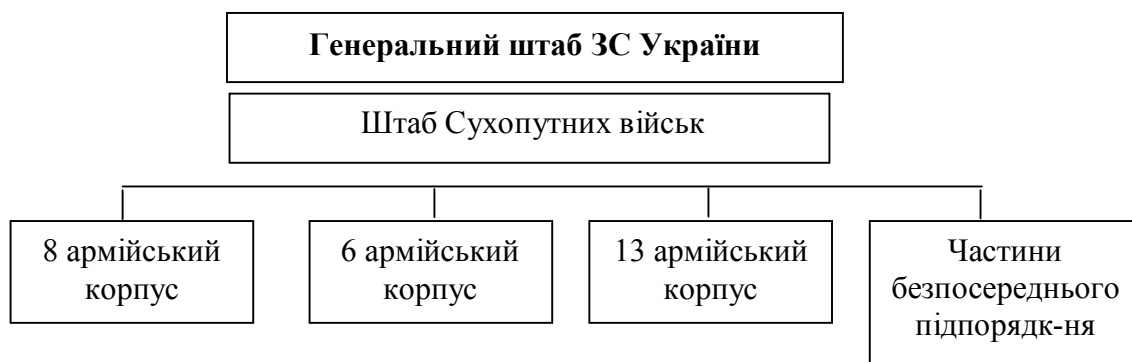 Генеральний штаб ЗС України
Штаб Сухопутних військ
8 армійський
корпус
6 армійський
корпус
13 армійський
корпус
Частини
безпосереднього
підпорядк-ня